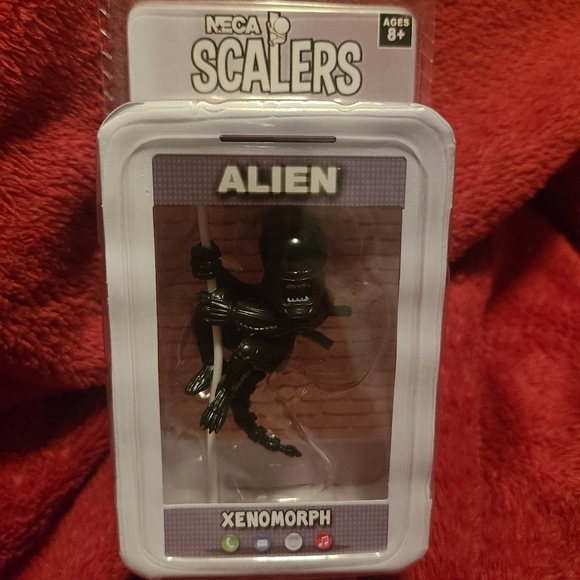 NECA
SCALERS
AGES
8+
ALIEN
XENOMORPH